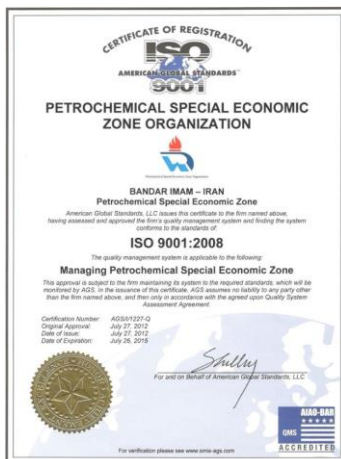 CERTIFICATE OF REGISTRATION
ISO
AMERICAN GLOBAL STANDARDS
9001
PETROCHEMICAL SPECIAL ECONOMIC
ZONE ORGANIZATION
BANDAR IMAM – IRAN
Petrochemical Special Economic Zone
American Global Standards, LLC issues this certificate to the firm named above,
having assessed and approved the firm's quality management system and finding the system
conforms to the standards of:
ISO 9001:2008
The quality management system is applicable to the following:
Managing Petrochemical Special Economic Zone
This approval is subject to the firm maintaining its system to the required standards, which will be
monitored by AGS. in the issuance of this certificate, AGS assumes no liability to any party other
than the firm named above, and then only in accordance with the agreed upon Quality System
Assessment Agreement.
Certification Number: AGS/I/1227-Q
Original Approval: July 27, 2012
Date of Issue: July 27, 2012
Date of Expiration: July 26, 2015
For and on Behalf of American Global Standards, LLC
AIAO-BAR
QMS
ACCREDITED
For verification please see www.sms-ags.com